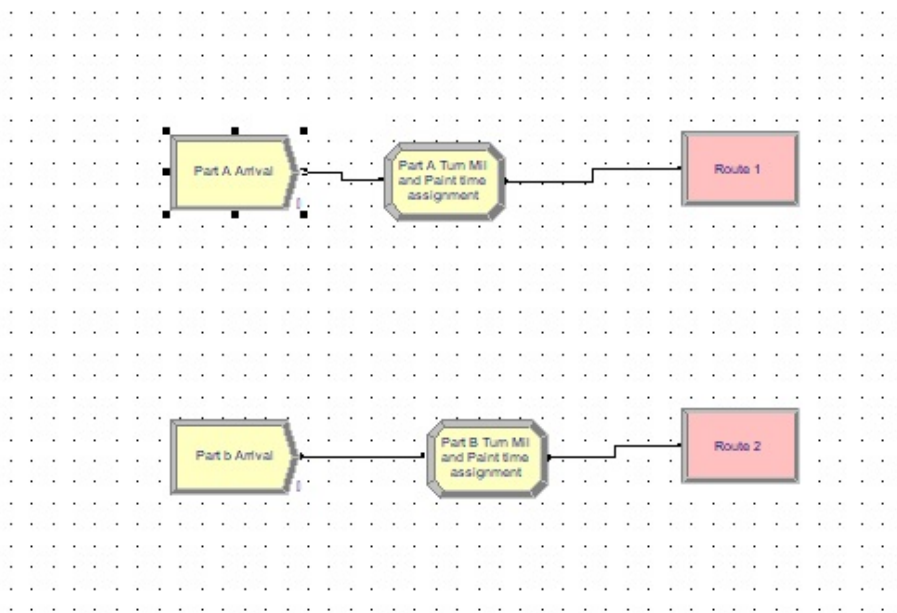 Part A Arrival
Part A Turn Mil
and Paint time
assignment
Route 1
Part b Arrival
Part B Turn Mil
and Paint time
assignment
Route 2